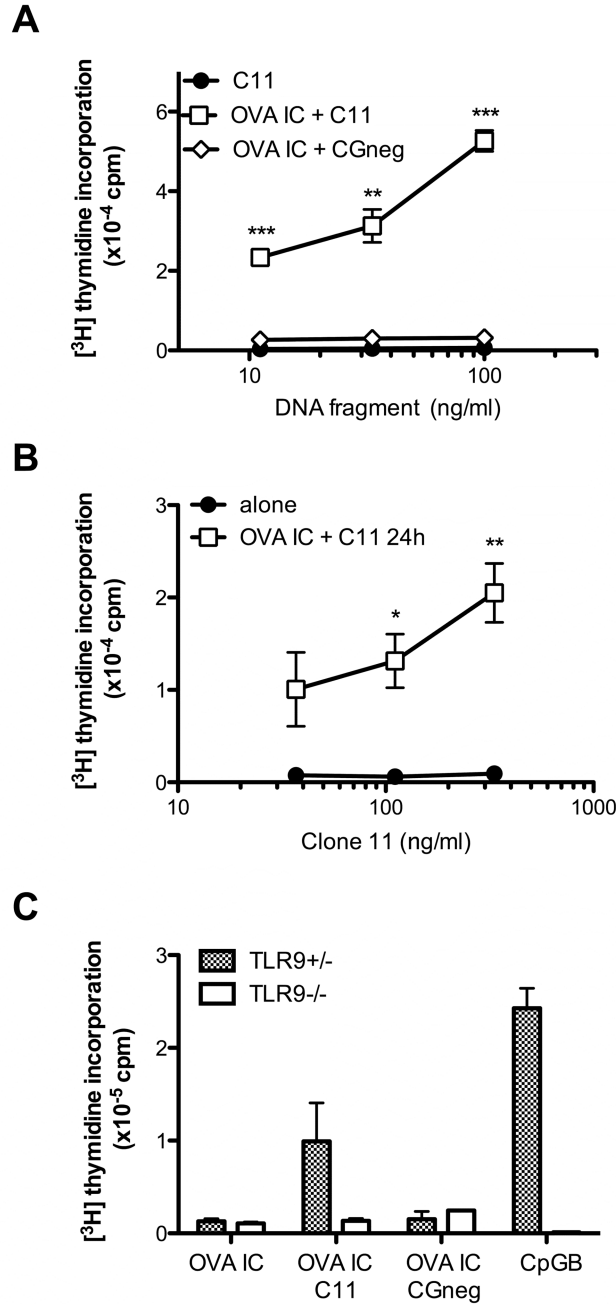 A
[³H] thymidine incorporation
(x10⁻⁴ cpm)
C11
OVA IC + C11
OVA IC + CGneg
***
**
***
6
4
2
0
10
100
DNA fragment (ng/ml)
B
[³H] thymidine incorporation
(x10⁻⁴ cpm)
alone
OVA IC + C11 24h
**
*
3
2
1
0
10
100
1000
Clone 11 (ng/ml)
C
[³H] thymidine incorporation
(x10⁻⁵ cpm)
TLR9+/-
TLR9-/-
3
2
1
0
OVA IC
OVA IC
C11
OVA IC
CGneg
CpGB